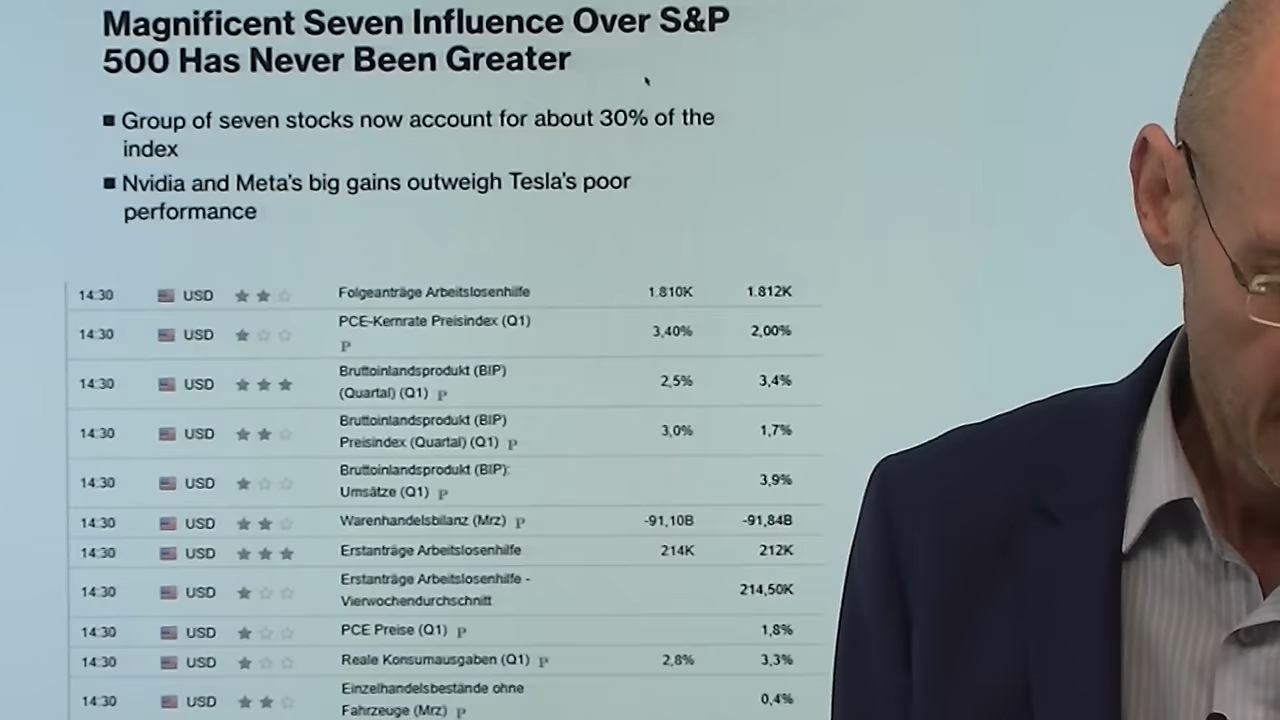 Magnificent Seven Influence Over S&P
500 Has Never Been Greater
■ Group of seven stocks now account for about 30% of the
index
■ Nvidia and Meta's big gains outweigh Tesla's poor
performance
14:30 USD Folgeanträge Arbeitslosenhilfe 1.810K 1.812K
14:30 USD PCE-Kernrate Preisindex (Q1) 3,40% 2,00%
P
14:30 USD Bruttoinlandsprodukt (BIP) 2,5% 3,4%
(Quartal) (Q1) P
14:30 USD Bruttoinlandsprodukt (BIP) 3,0% 1,7%
Preisindex (Quartal) (Q1) P
14:30 USD Bruttoinlandsprodukt (BIP): 3,9%
Umsätze (Q1) P
14:30 USD Warenhandelsbilanz (Mrz) P -91,10B -91,84B
14:30 USD Erstanträge Arbeitslosenhilfe 214K 212K
14:30 USD Erstanträge Arbeitslosenhilfe - 214,50K
Vierwochendurchschnitt
14:30 USD PCE Preise (Q1) P 1,8%
14:30 USD Reale Konsumausgaben (Q1) P 2,8% 3,3%
14:30 USD Einzelhandelsbestände ohne 0,4%
Fahrzeuge (Mrz) P